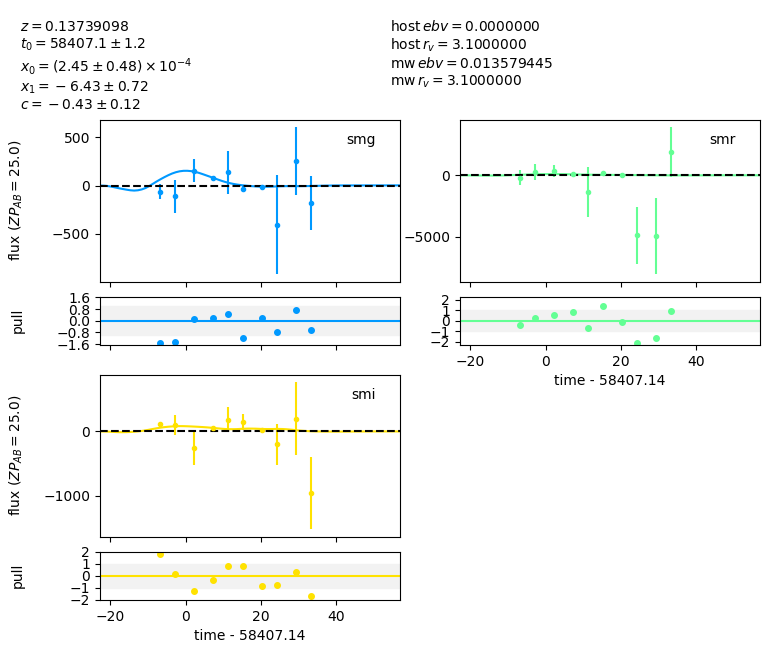 z = 0.13739098
t₀ = 58407.1 ± 1.2
x₀ = (2.45 ± 0.48) × 10⁻⁴
x₁ = −6.43 ± 0.72
c = −0.43 ± 0.12
host ebv = 0.0000000
host r_v = 3.1000000
mw ebv = 0.013579445
mw r_v = 3.1000000
smg
500
0
−500
flux (ZP_AB = 25.0)
smr
0
−5000
1.6
0.8
0.0
−0.8
−1.6
pull
2
1
0
−1
−2
−20
0
20
40
time - 58407.14
smi
0
−1000
flux (ZP_AB = 25.0)
2
1
0
−1
−2
pull
−20
0
20
40
time - 58407.14